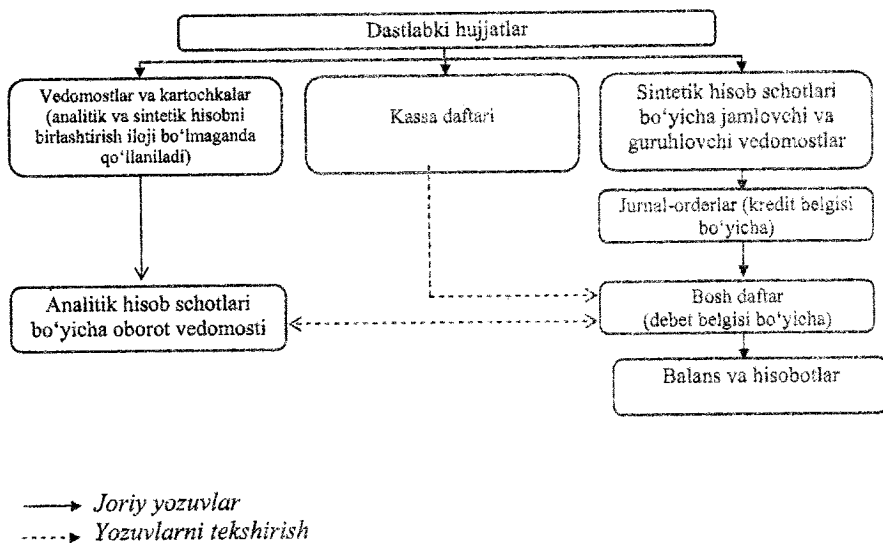 Dastlabki hujjatlar
Vedomostlar va kartochkalar
(analitik va sintetik hisobni
birlashtirish iloji bo‘lmaganda
qo‘llaniladi)
Kassa daftari
Sintetik hisob schotlari
bo‘yicha jamlovchi va
guruhlovchi vedomostlar
Jurnal-orderlar (kredit belgisi
bo‘yicha)
Analitik hisob schotlari
bo‘yicha oborot vedomosti
Bosh daftar
(debet belgisi bo‘yicha)
Balans va hisobotlar
Joriy yozuvlar
Yozuvlarni tekshirish